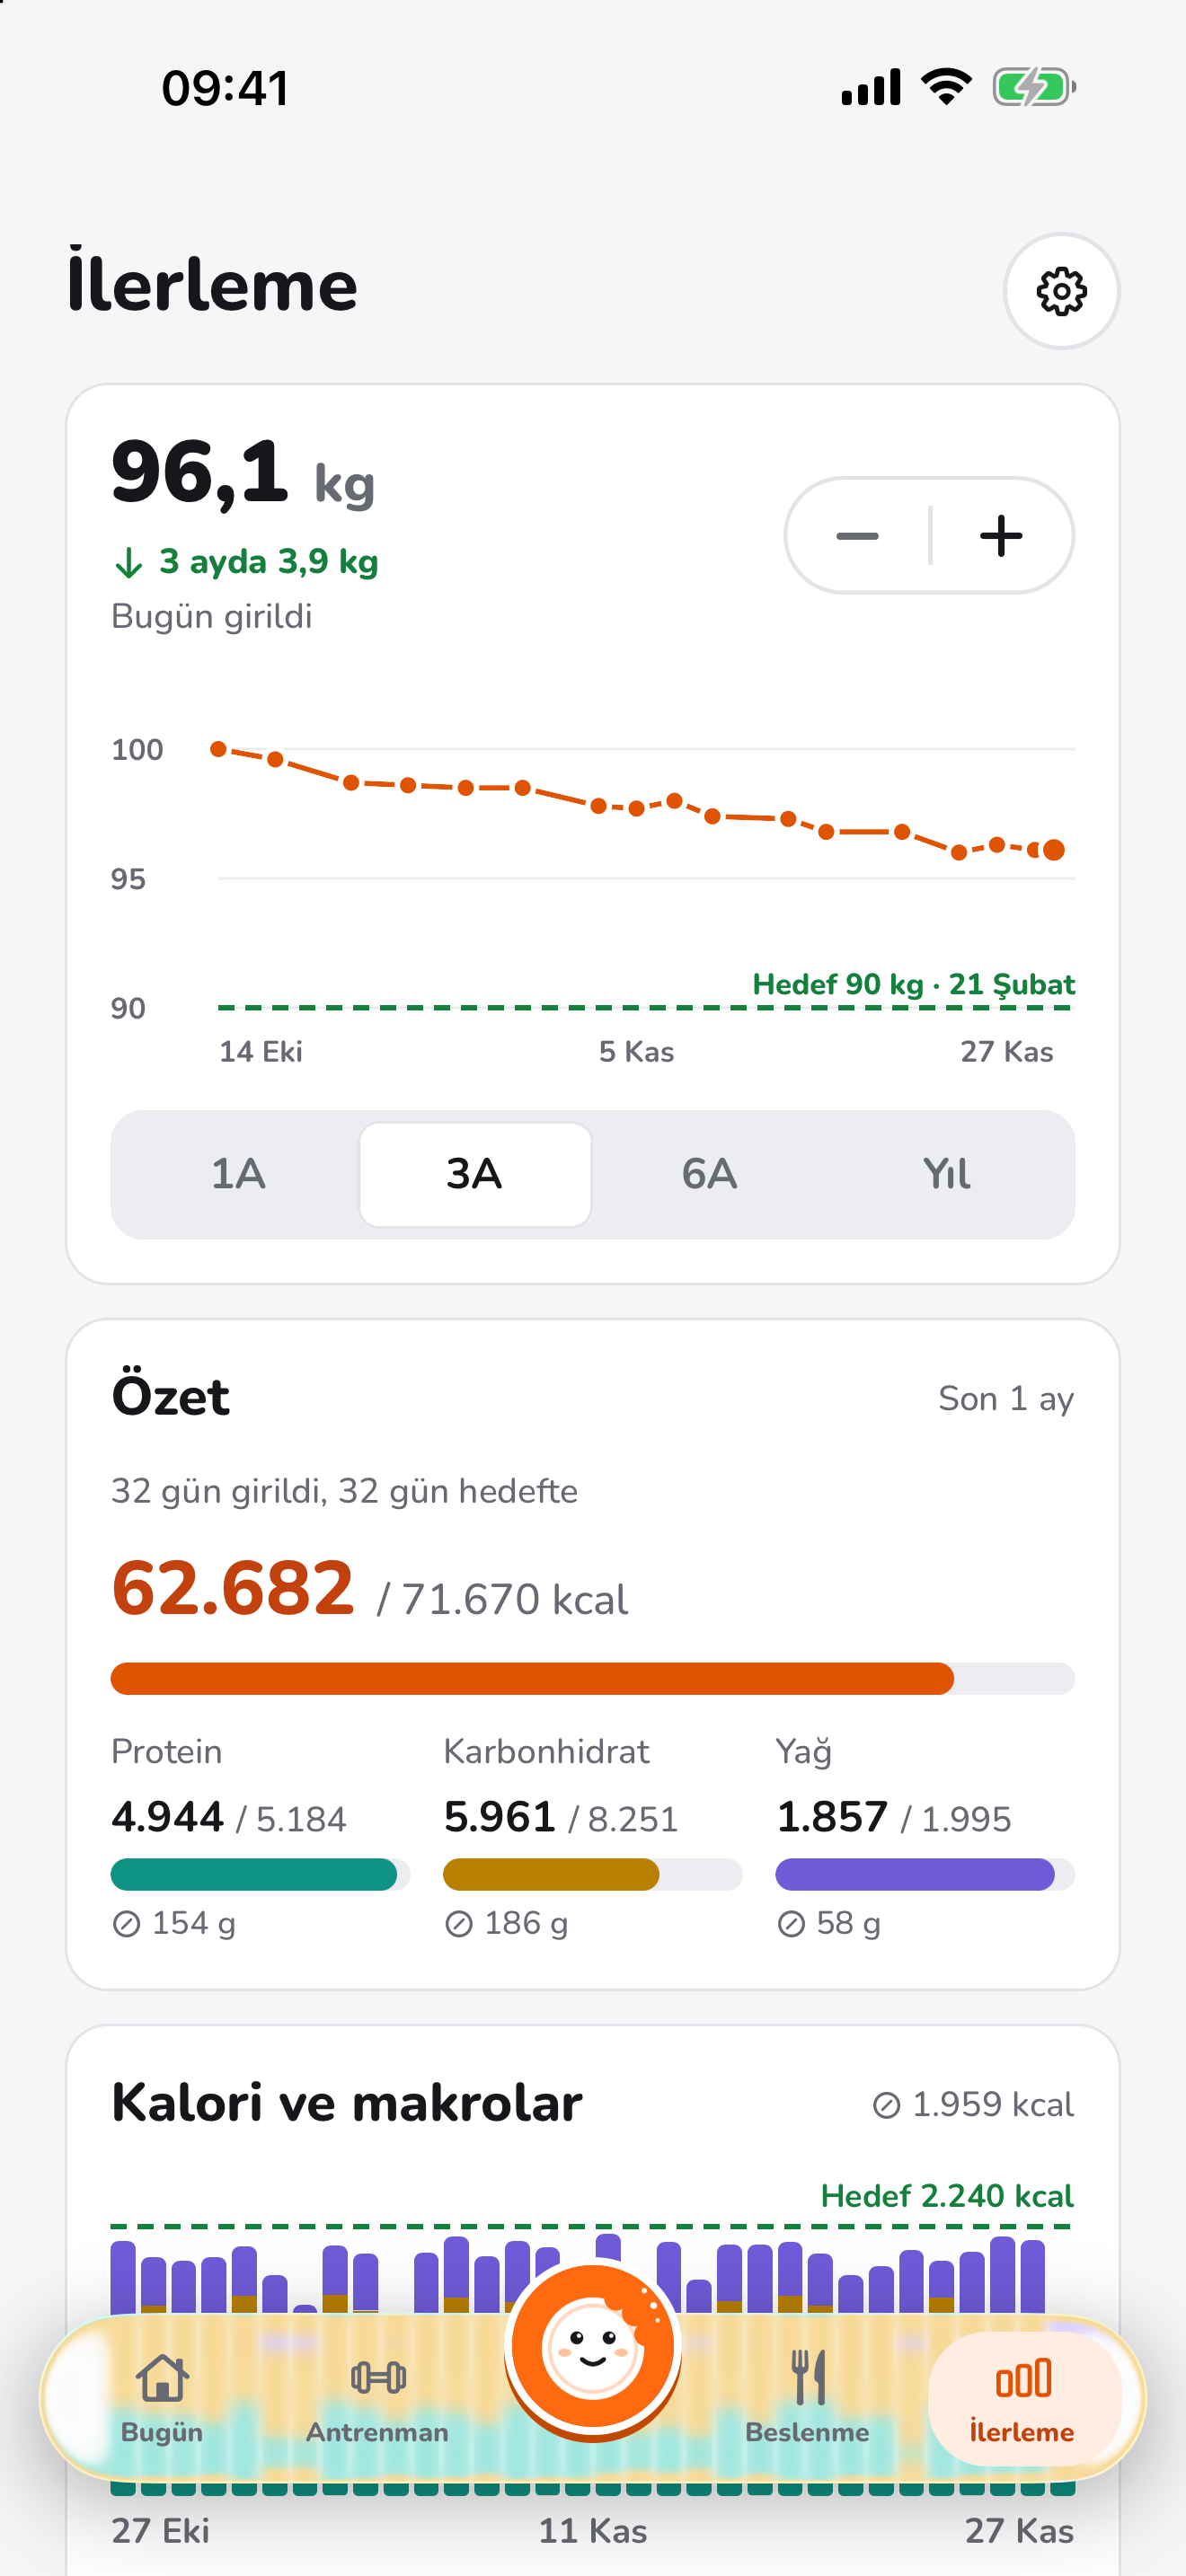 09:41
İlerleme
96,1 kg
↓ 3 ayda 3,9 kg
Bugün girildi
100
95
90
Hedef 90 kg · 21 Şubat
14 Eki 5 Kas 27 Kas
1A 3A 6A Yıl
Özet Son 1 ay
32 gün girildi, 32 gün hedefte
62.682 / 71.670 kcal
Protein Karbonhidrat Yağ
4.944 / 5.184 5.961 / 8.251 1.857 / 1.995
154 g 186 g 58 g
Kalori ve makrolar 1.959 kcal
Hedef 2.240 kcal
Bugün Antrenman Beslenme İlerleme
27 Eki 11 Kas 27 Kas